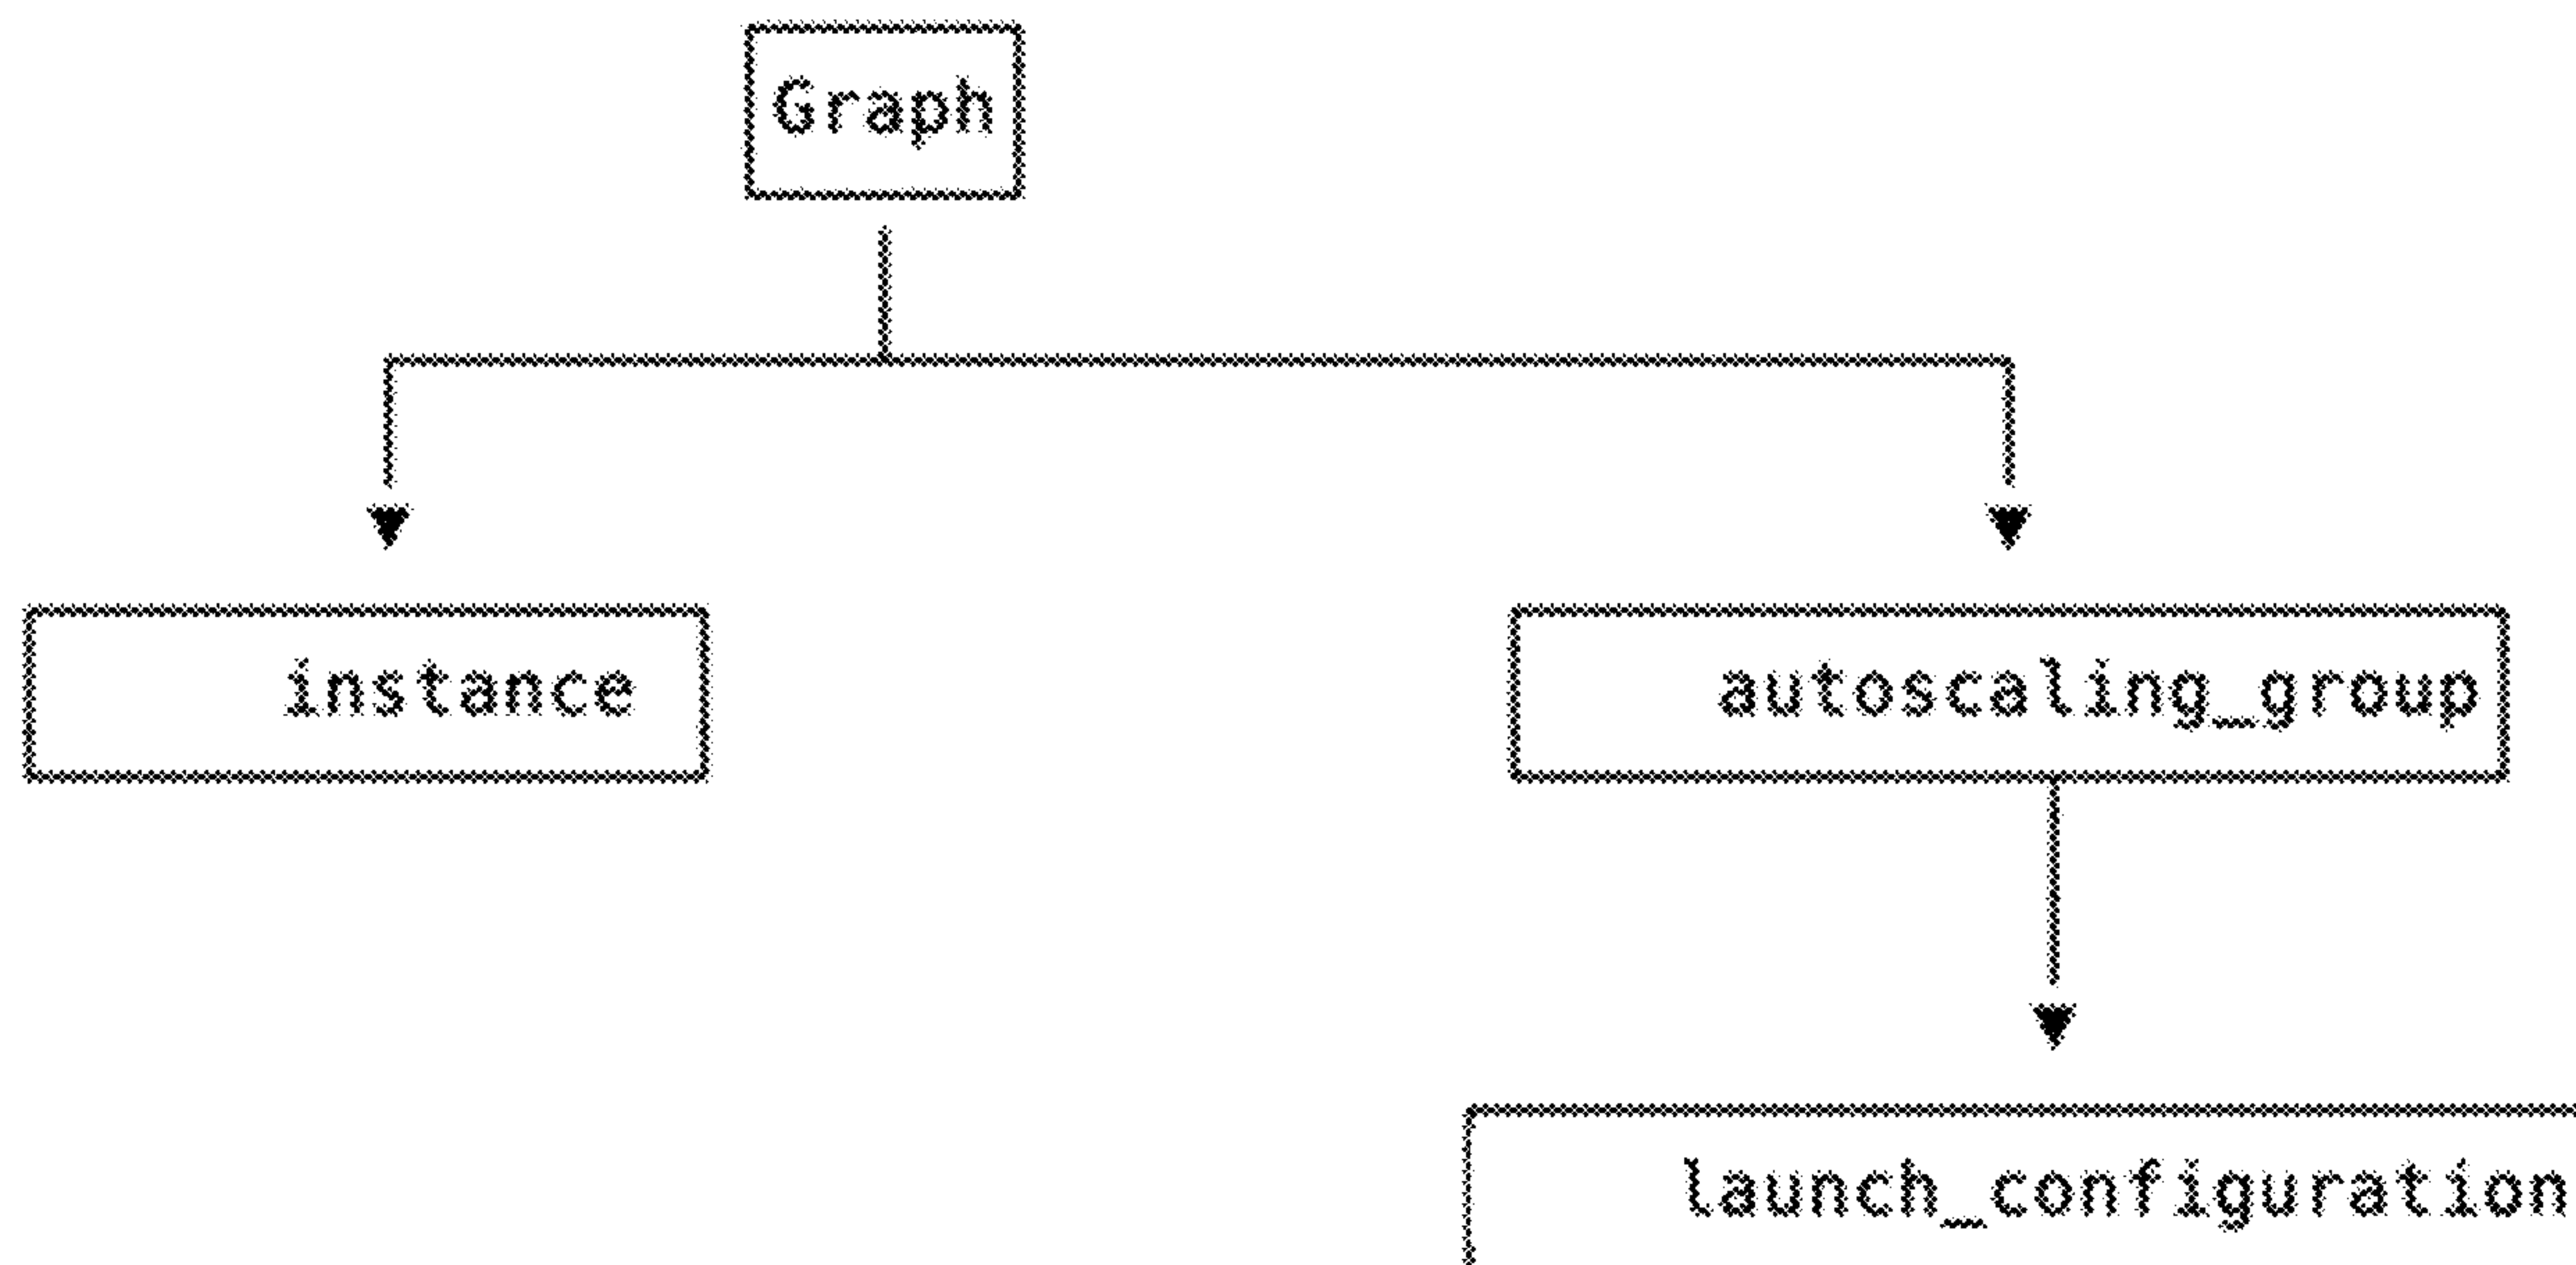 Graph
instance
autoscaling_group
launch_configuration